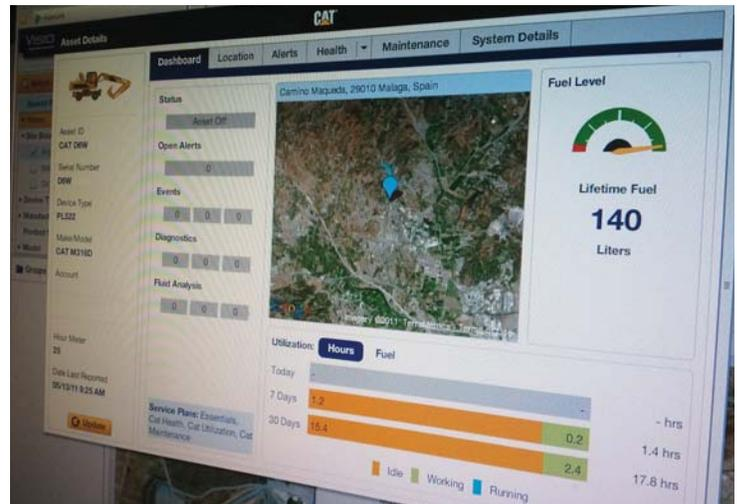 CAT
Asset Details
Dashboard
Location
Alerts
Health
Maintenance
System Details
Asset ID
CAT D6W
Serial Number
D6W
Device Type
PL522
Make/Model
CAT M316D
Account
Hour Meter
25
Date Last Reported
05/13/11 9:25 AM
Update
Status
Asset Off
Open Alerts
0
Events
0 0 0
Diagnostics
0 0 0
Fluid Analysis
0 0 0
Service Plans: Essentials,
Cat Health, Cat Utilization, Cat
Maintenance
Camino Maqueda, 29010 Malaga, Spain
Imagery ©2011
Fuel Level
Lifetime Fuel
140
Liters
Utilization: Hours Fuel
Today - - hrs
7 Days 1.2 0.2 1.4 hrs
30 Days 15.4 2.4 17.8 hrs
Idle Working Running